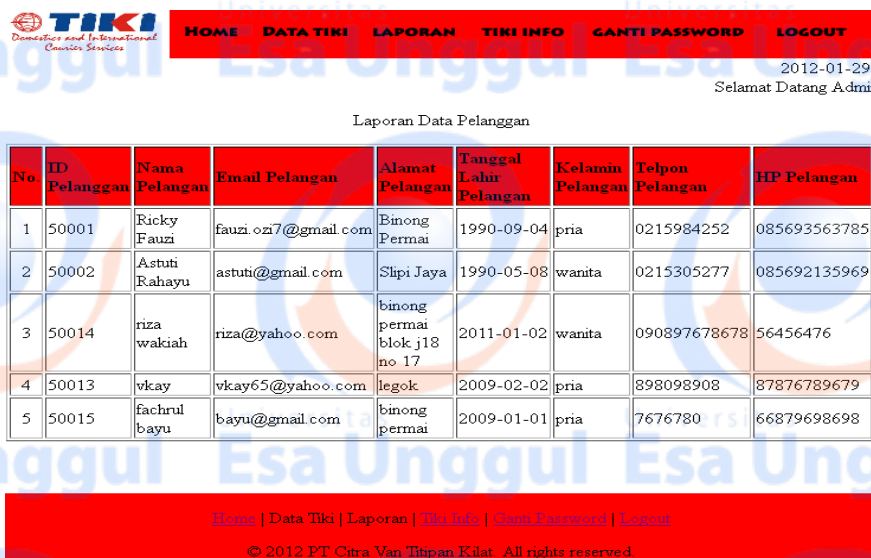 TIKI
Domestics and International
Courier Services
HOME DATA TIKI LAPORAN TIKI INFO GANTI PASSWORD LOGOUT
2012-01-29
Selamat Datang Admi
Laporan Data Pelanggan
No. ID Pelanggan Nama Pelangan Email Pelangan Alamat Pelangan Tanggal Lahir Pelangan Kelamin Pelangan Telpon Pelangan HP Pelangan
1 50001 Ricky Fauzi fauzi.ozi7@gmail.com Binong Permai 1990-09-04 pria 0215984252 085693563785
2 50002 Astuti Rahayu astuti@gmail.com Slipi Jaya 1990-05-08 wanita 0215305277 085692135969
3 50014 riza wakiah riza@yahoo.com binong permai blok j18 no 17 2011-01-02 wanita 090897678678 56456476
4 50013 vkay vkay65@yahoo.com legok 2009-02-02 pria 898098908 87876789679
5 50015 fachrul bayu bayu@gmail.com binong permai 2009-01-01 pria 7676780 66879698698
Home | Data Tiki | Laporan | Tiki Info | Ganti Password | Logout
© 2012 PT Citra Van Titipan Kilat. All rights reserved.
Universitas
Esa Unggul